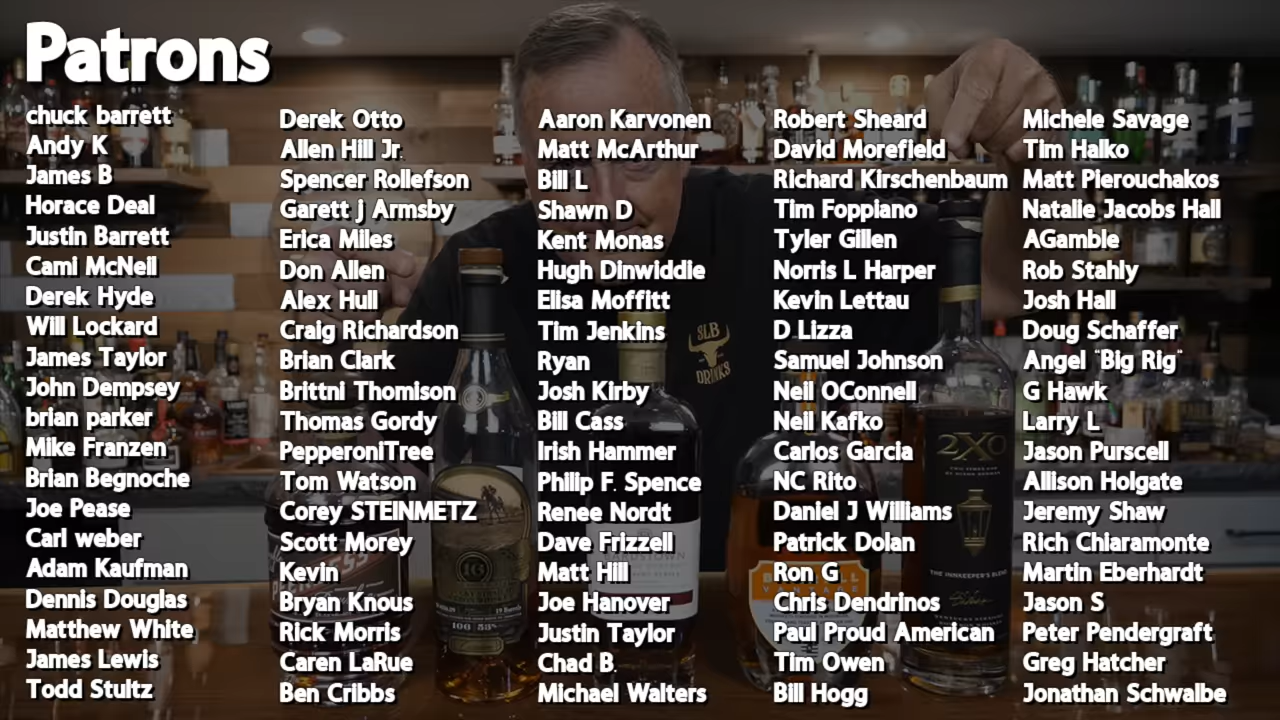 Patrons
chuck barrett
Andy K
James B
Horace Deal
Justin Barrett
Cami McNeil
Derek Hyde
Will Lockard
James Taylor
John Dempsey
brian parker
Mike Franzen
Brian Begnoche
Joe Pease
Carl weber
Adam Kaufman
Dennis Douglas
Matthew White
James Lewis
Todd Stultz
Derek Otto
Allen Hill Jr.
Spencer Rollefson
Garett j Armsby
Erica Miles
Don Allen
Alex Hull
Craig Richardson
Brian Clark
Brittni Thomison
Thomas Gordy
PepperoniTree
Tom Watson
Corey STEINMETZ
Scott Morey
Kevin
Bryan Knous
Rick Morris
Caren LaRue
Ben Cribbs
Aaron Karvonen
Matt McArthur
Bill L
Shawn D
Kent Monas
Hugh Dinwiddie
Elisa Moffitt
Tim Jenkins
Ryan
Josh Kirby
Bill Cass
Irish Hammer
Philip F. Spence
Renee Nordt
Dave Frizzell
Matt Hill
Joe Hanover
Justin Taylor
Chad B.
Michael Walters
Robert Sheard
David Morefield
Richard Kirschenbaum
Tim Foppiano
Tyler Gillen
Norris L Harper
Kevin Lettau
D Lizza
Samuel Johnson
Neil OConnell
Neil Kafko
Carlos Garcia
NC Rito
Daniel J Williams
Patrick Dolan
Ron G
Chris Dendrinos
Paul Proud American
Tim Owen
Bill Hogg
Michele Savage
Tim Halko
Matt Pierouchakos
Natalie Jacobs Hall
AGamble
Rob Stahly
Josh Hall
Doug Schaffer
Angel "Big Rig"
G Hawk
Larry L
Jason Purscell
Allison Holgate
Jeremy Shaw
Rich Chiaramonte
Martin Eberhardt
Jason S
Peter Pendergraft
Greg Hatcher
Jonathan Schwalbe
SLB
DRINKS
2XO
THE INNKEEPER'S BLEND
16
106 53%